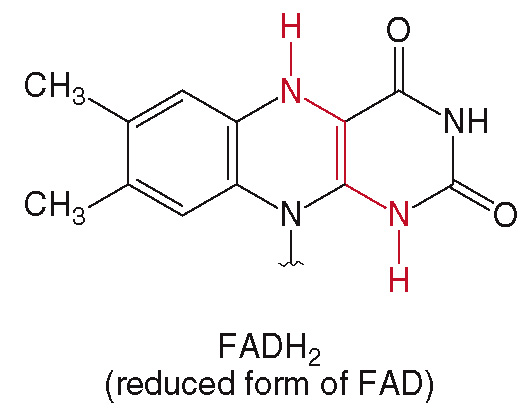 H
O
CH₃
N
NH
CH₃
N
N
O
H
FADH₂
(reduced form of FAD)